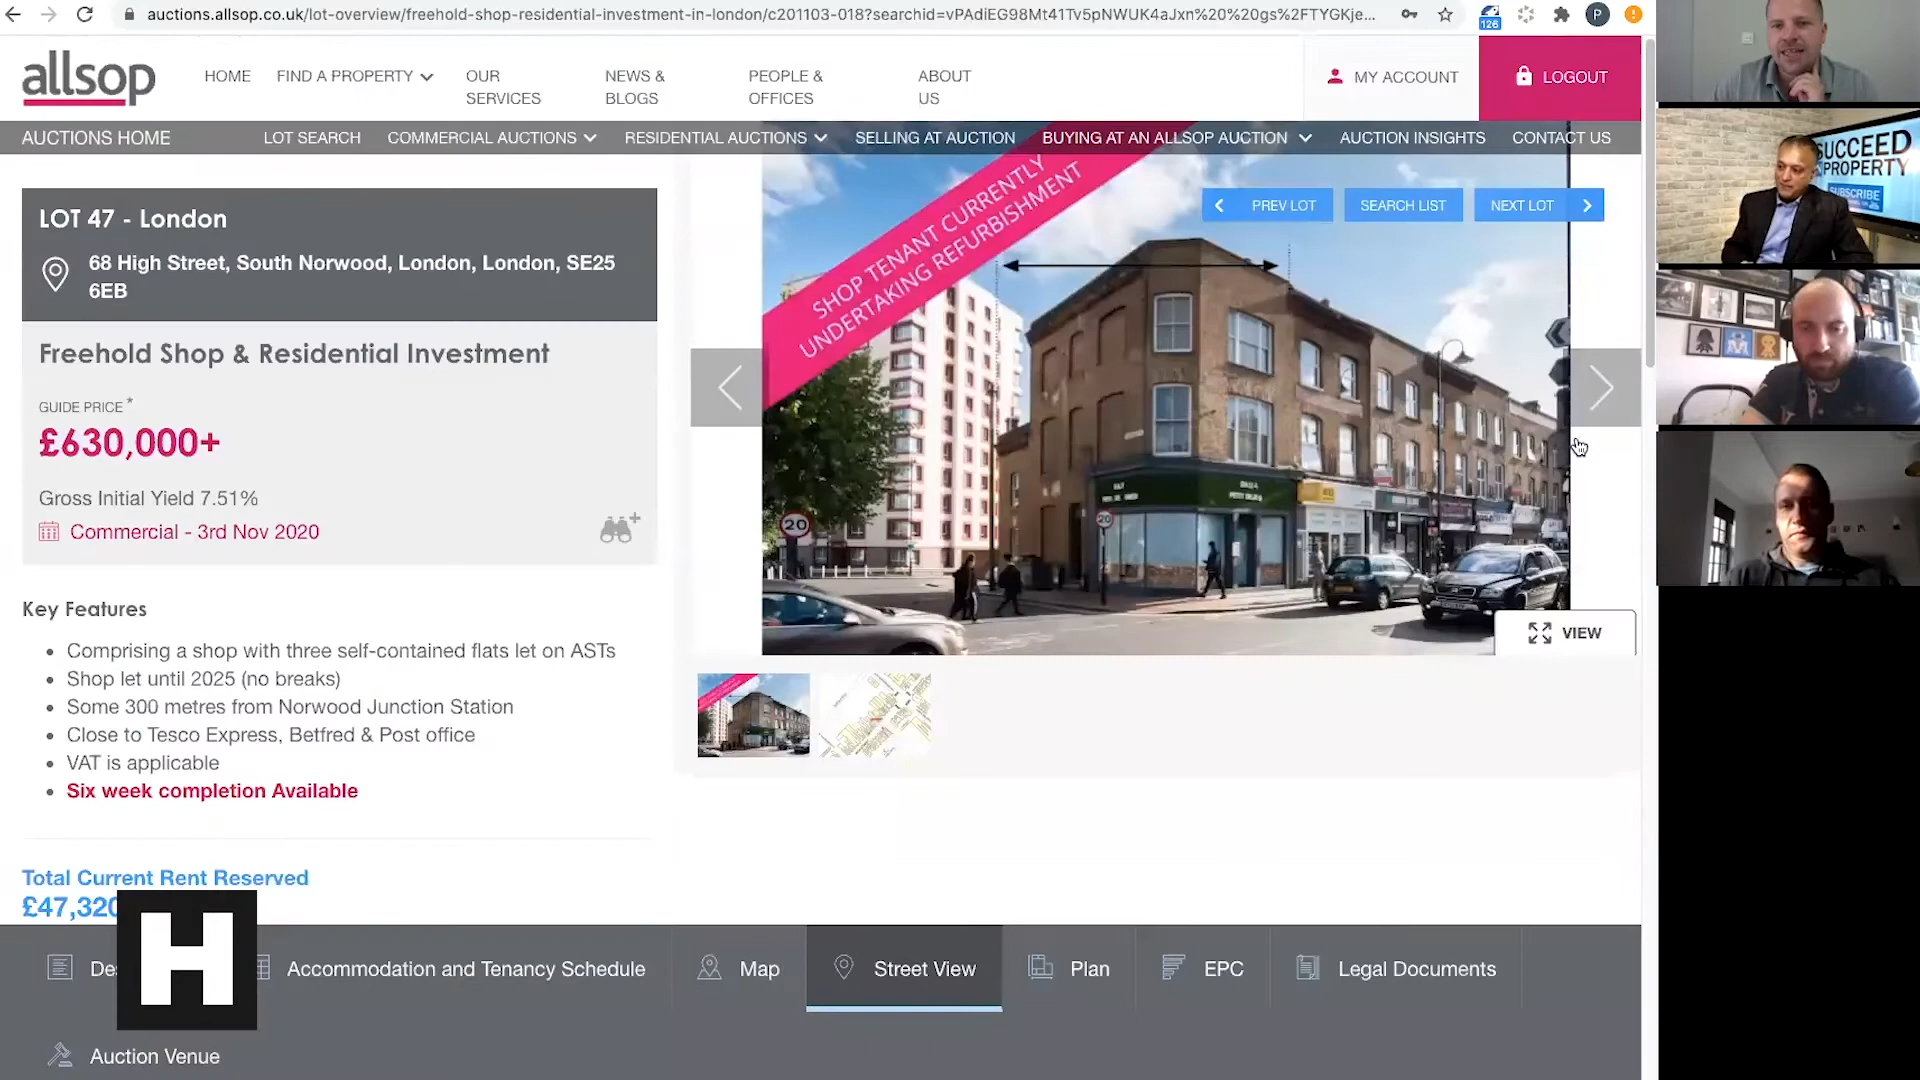 auctions.allsop.co.uk/lot-overview/freehold-shop-residential-investment-in-london/c201103-018?searchid=vPAdiEG98Mt41Tv5pNWUK4aJxn%20%20gs%2FTYGKje...
126
P
allsop
HOME
FIND A PROPERTY
OUR SERVICES
NEWS & BLOGS
PEOPLE & OFFICES
ABOUT US
MY ACCOUNT
LOGOUT
AUCTIONS HOME
LOT SEARCH
COMMERCIAL AUCTIONS
RESIDENTIAL AUCTIONS
SELLING AT AUCTION
BUYING AT AN ALLSOP AUCTION
AUCTION INSIGHTS
CONTACT US
LOT 47 - London
68 High Street, South Norwood, London, London, SE25
6EB
Freehold Shop & Residential Investment
GUIDE PRICE *
£630,000+
Gross Initial Yield 7.51%
Commercial - 3rd Nov 2020
Key Features
Comprising a shop with three self-contained flats let on ASTs
Shop let until 2025 (no breaks)
Some 300 metres from Norwood Junction Station
Close to Tesco Express, Betfred & Post office
VAT is applicable
Six week completion Available
Total Current Rent Reserved
£47,320
SHOP TENANT CURRENTLY
UNDERTAKING REFURBISHMENT
PREV LOT
SEARCH LIST
NEXT LOT
20
20
VIEW
SUCCEED
PROPERTY
SUBSCRIBE
H
Accommodation and Tenancy Schedule
Map
Street View
Plan
EPC
Legal Documents
Auction Venue